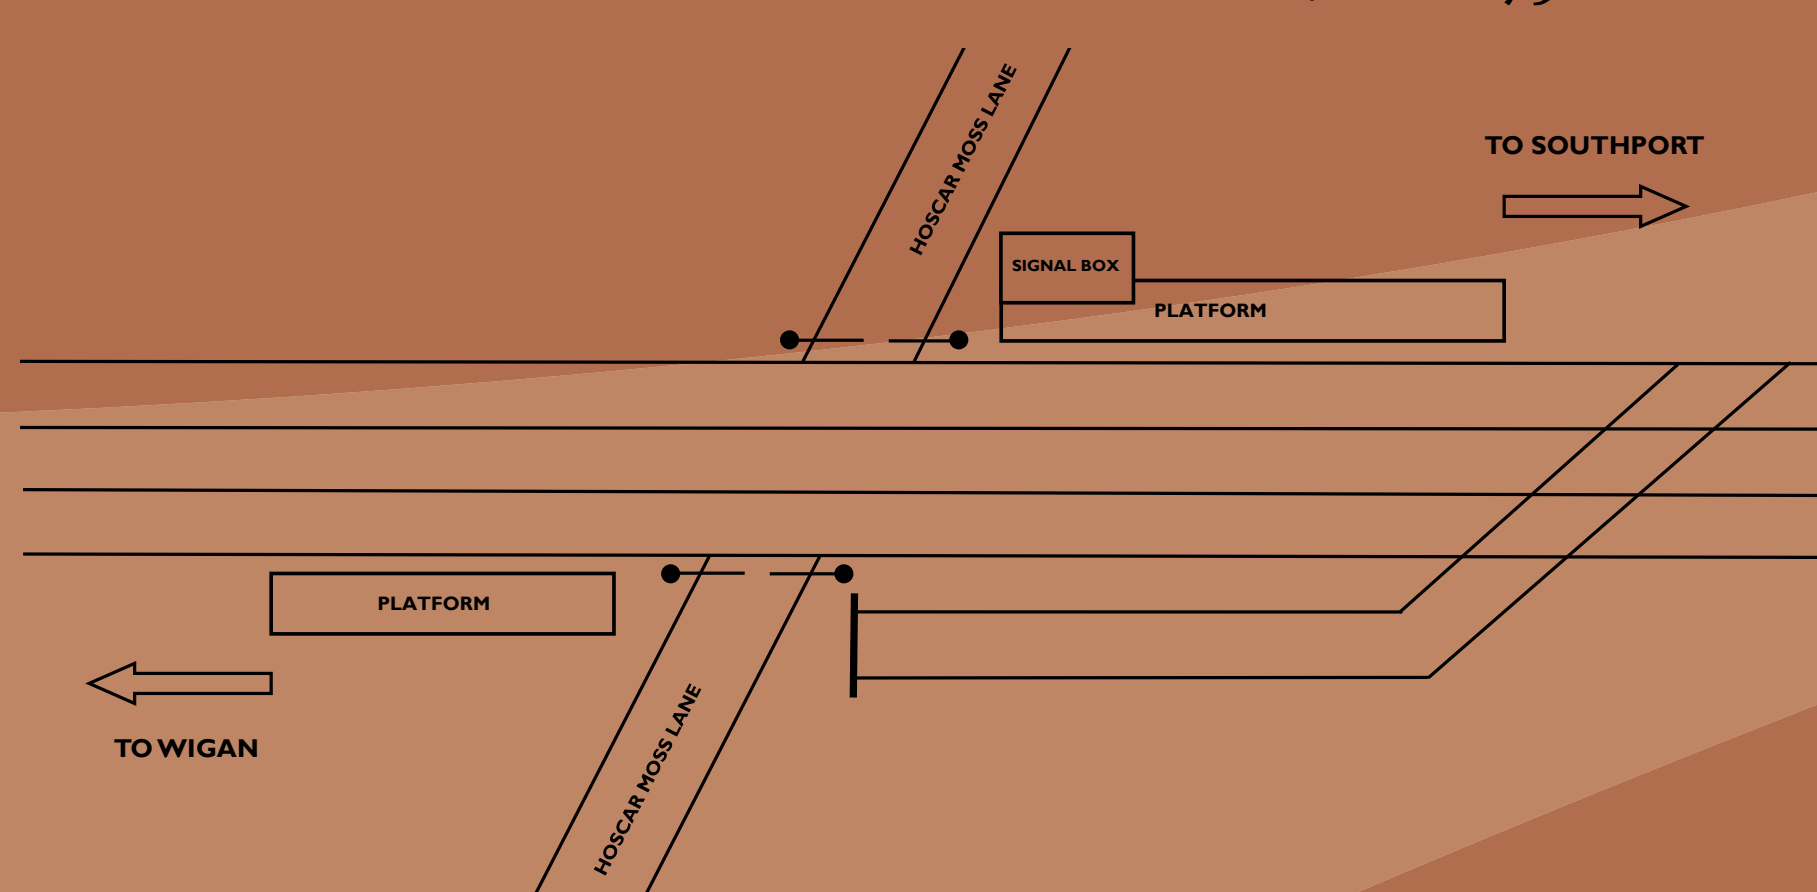 HOSCAR MOSS LANE
TO SOUTHPORT
SIGNAL BOX
PLATFORM
PLATFORM
TO WIGAN
HOSCAR MOSS LANE